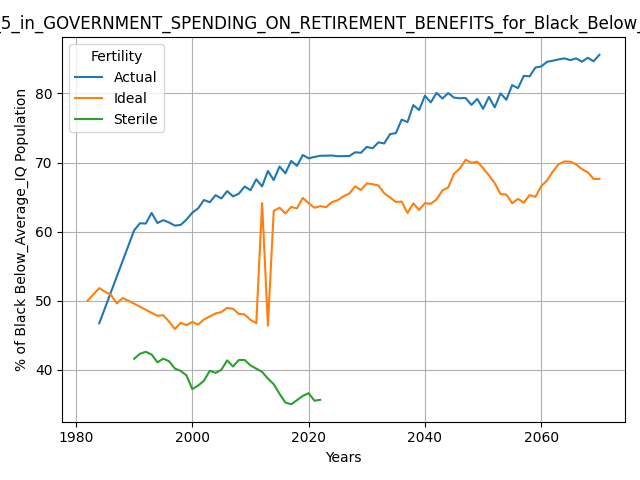 _5_in_GOVERNMENT_SPENDING_ON_RETIREMENT_BENEFITS_for_Black_Below_
Fertility
Actual
Ideal
Sterile
% of Black Below_Average_IQ Population
80
70
60
50
40
1980 2000 2020 2040 2060
Years